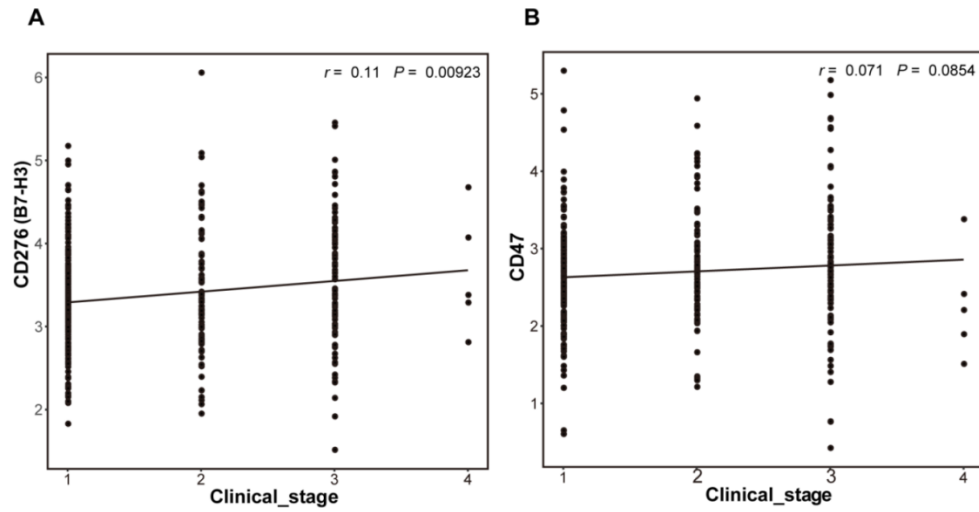 A
r = 0.11 P = 0.00923
CD276 (B7-H3)
6
5
4
3
2
1 2 3 4
Clinical_stage
B
r = 0.071 P = 0.0854
CD47
5
4
3
2
1
1 2 3 4
Clinical_stage